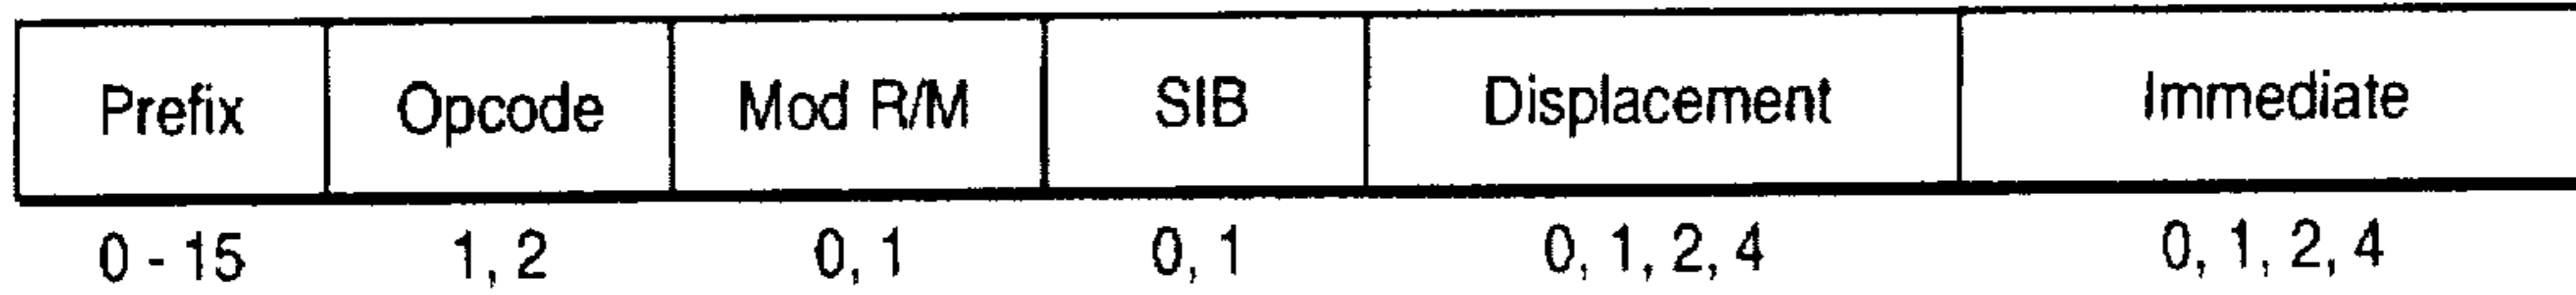 Prefix Opcode Mod R/M SIB Displacement Immediate
0 - 15 1, 2 0, 1 0, 1 0, 1, 2, 4 0, 1, 2, 4